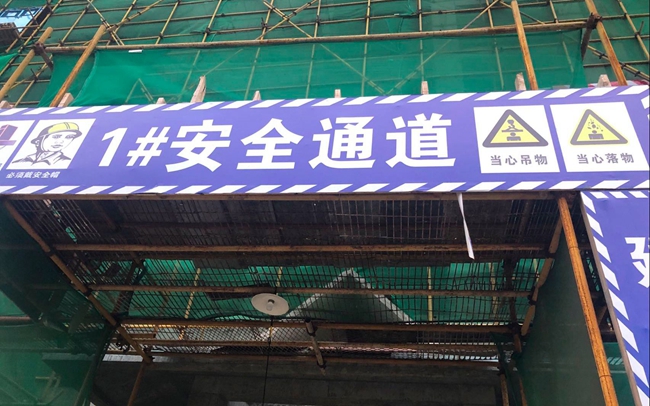 必须戴安全帽
1#安全通道
当心吊物
当心落物